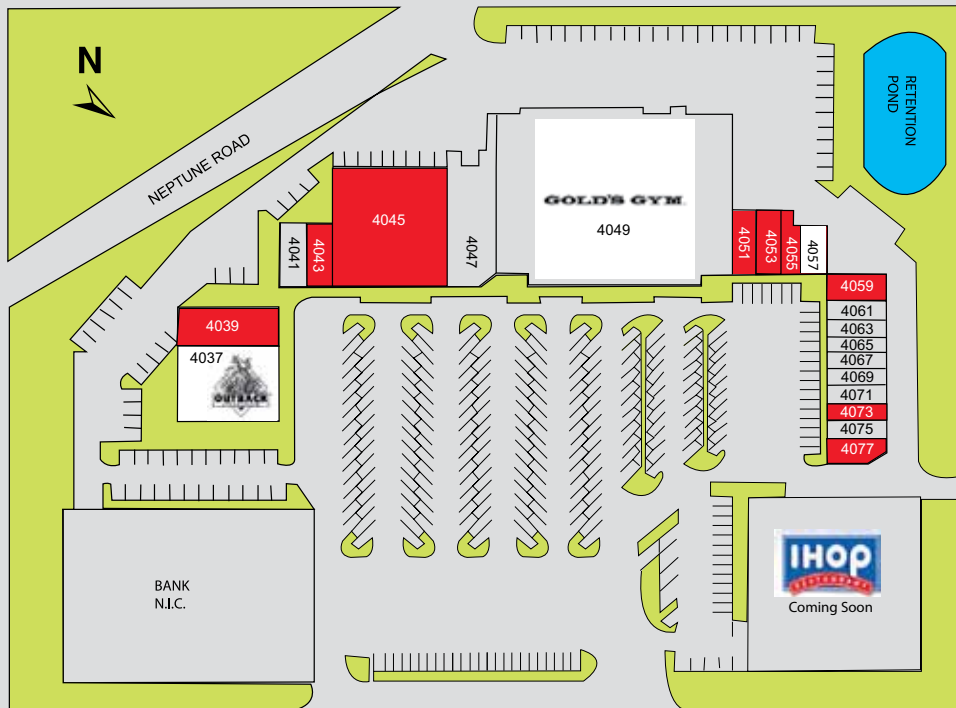 N
NEPTUNE ROAD
RETENTION
POND
4045
GOLD'S GYM
4049
4041
4043
4047
4051
4053
4055
4057
4059
4061
4063
4065
4067
4069
4071
4073
4075
4077
4039
4037
OUTBACK
BANK
N.I.C.
IHOP
RESTAURANT
Coming Soon